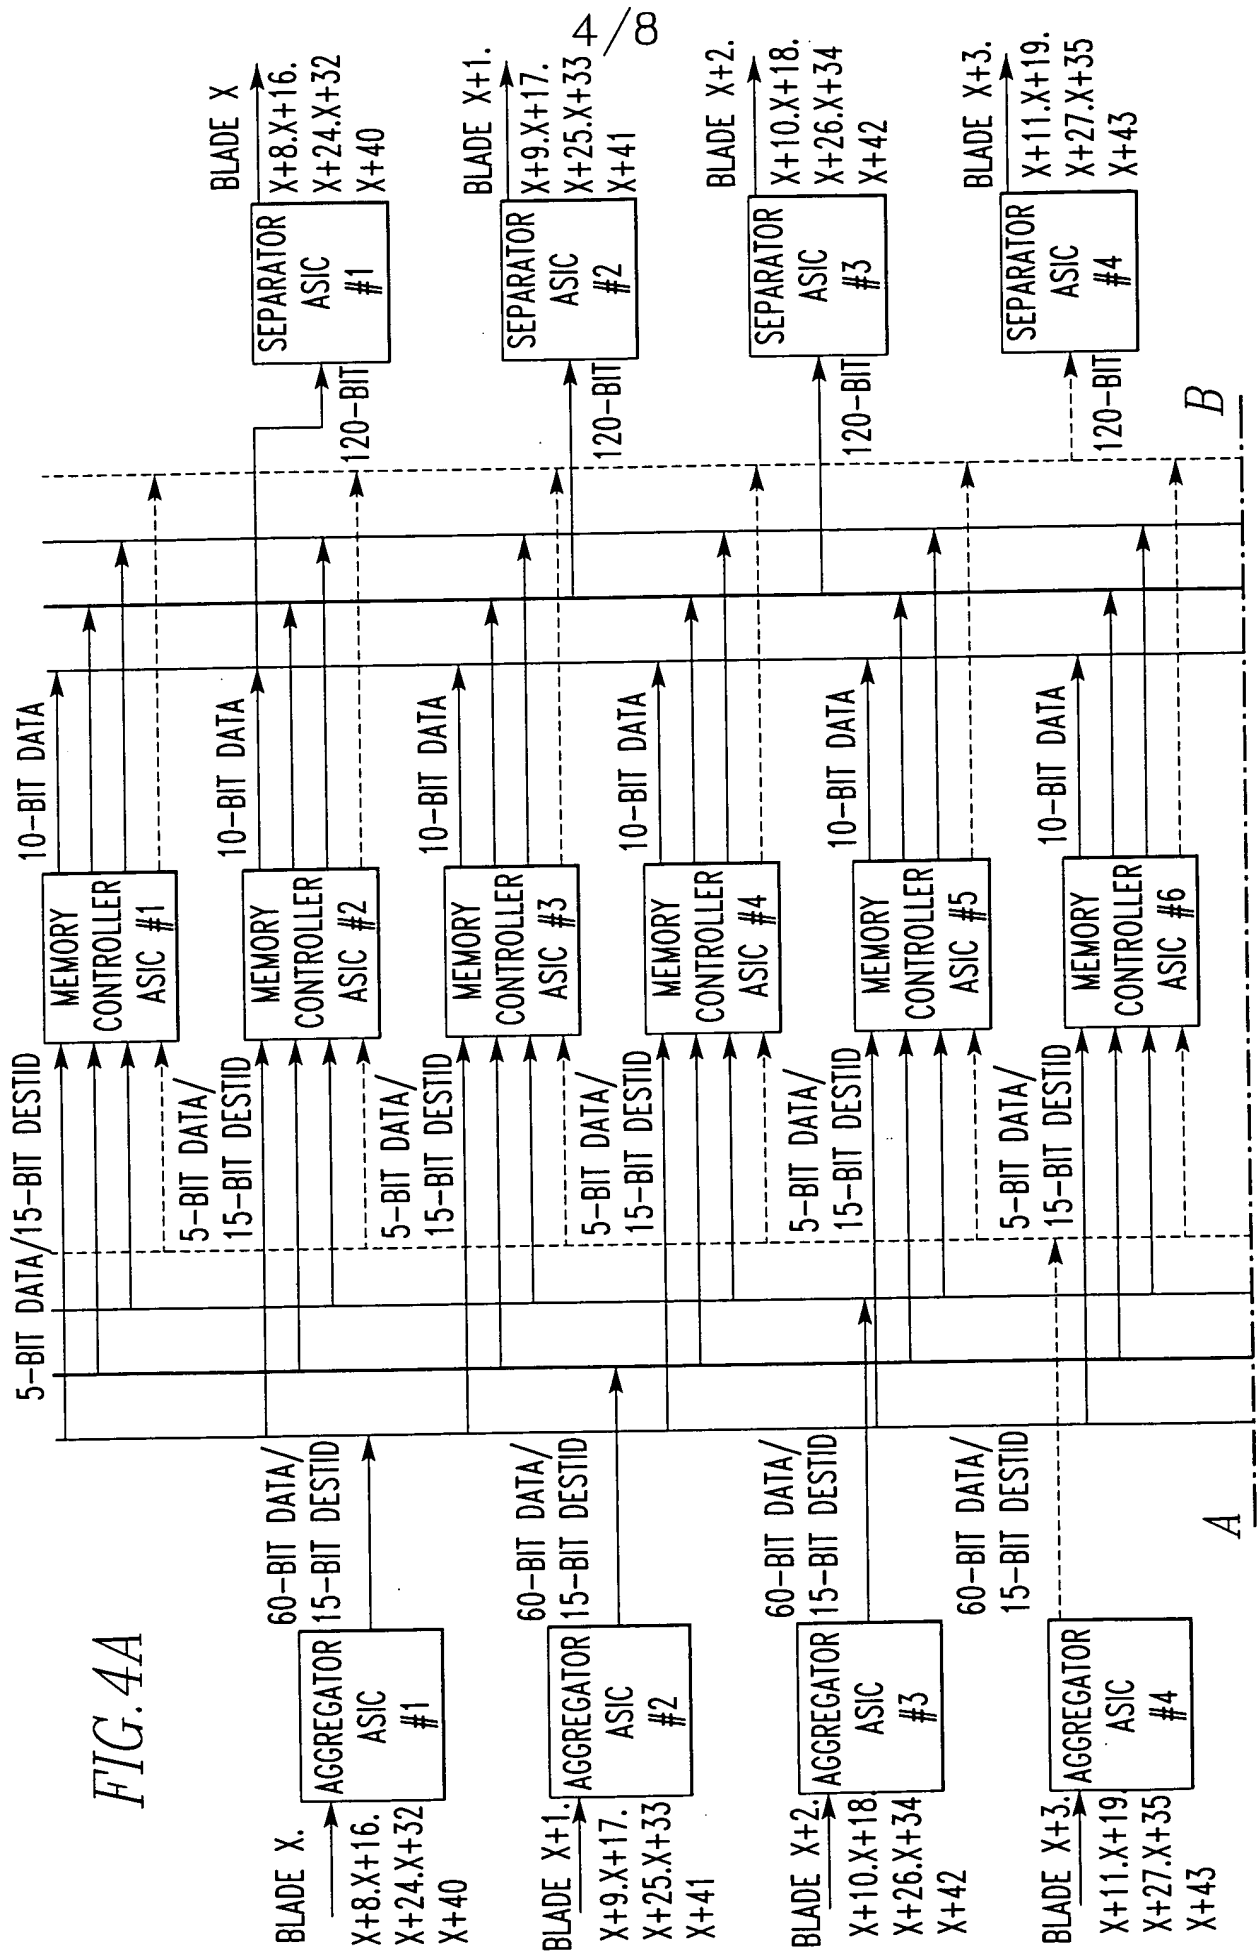 4/8
FIG. 4A
BLADE X.
X+8.X+16.
X+24.X+32
X+40
AGGREGATOR
ASIC
#1
60-BIT DATA/
15-BIT DESTID
BLADE X+1.
X+9.X+17.
X+25.X+33
X+41
AGGREGATOR
ASIC
#2
60-BIT DATA/
15-BIT DESTID
BLADE X+2.
X+10.X+18.
X+26.X+34
X+42
AGGREGATOR
ASIC
#3
60-BIT DATA/
15-BIT DESTID
BLADE X+3.
X+11.X+19.
X+27.X+35
X+43
AGGREGATOR
ASIC
#4
60-BIT DATA/
15-BIT DESTID
A
5-BIT DATA/15-BIT DESTID
MEMORY
CONTROLLER
ASIC #1
10-BIT DATA
5-BIT DATA/
15-BIT DESTID
MEMORY
CONTROLLER
ASIC #2
10-BIT DATA
5-BIT DATA/
15-BIT DESTID
MEMORY
CONTROLLER
ASIC #3
10-BIT DATA
5-BIT DATA/
15-BIT DESTID
MEMORY
CONTROLLER
ASIC #4
10-BIT DATA
5-BIT DATA/
15-BIT DESTID
MEMORY
CONTROLLER
ASIC #5
10-BIT DATA
5-BIT DATA/
15-BIT DESTID
MEMORY
CONTROLLER
ASIC #6
10-BIT DATA
120-BIT
SEPARATOR
ASIC
#1
BLADE X
X+8.X+16.
X+24.X+32
X+40
120-BIT
SEPARATOR
ASIC
#2
BLADE X+1.
X+9.X+17.
X+25.X+33
X+41
120-BIT
SEPARATOR
ASIC
#3
BLADE X+2.
X+10.X+18.
X+26.X+34
X+42
120-BIT
SEPARATOR
ASIC
#4
BLADE X+3.
X+11.X+19.
X+27.X+35
X+43
B